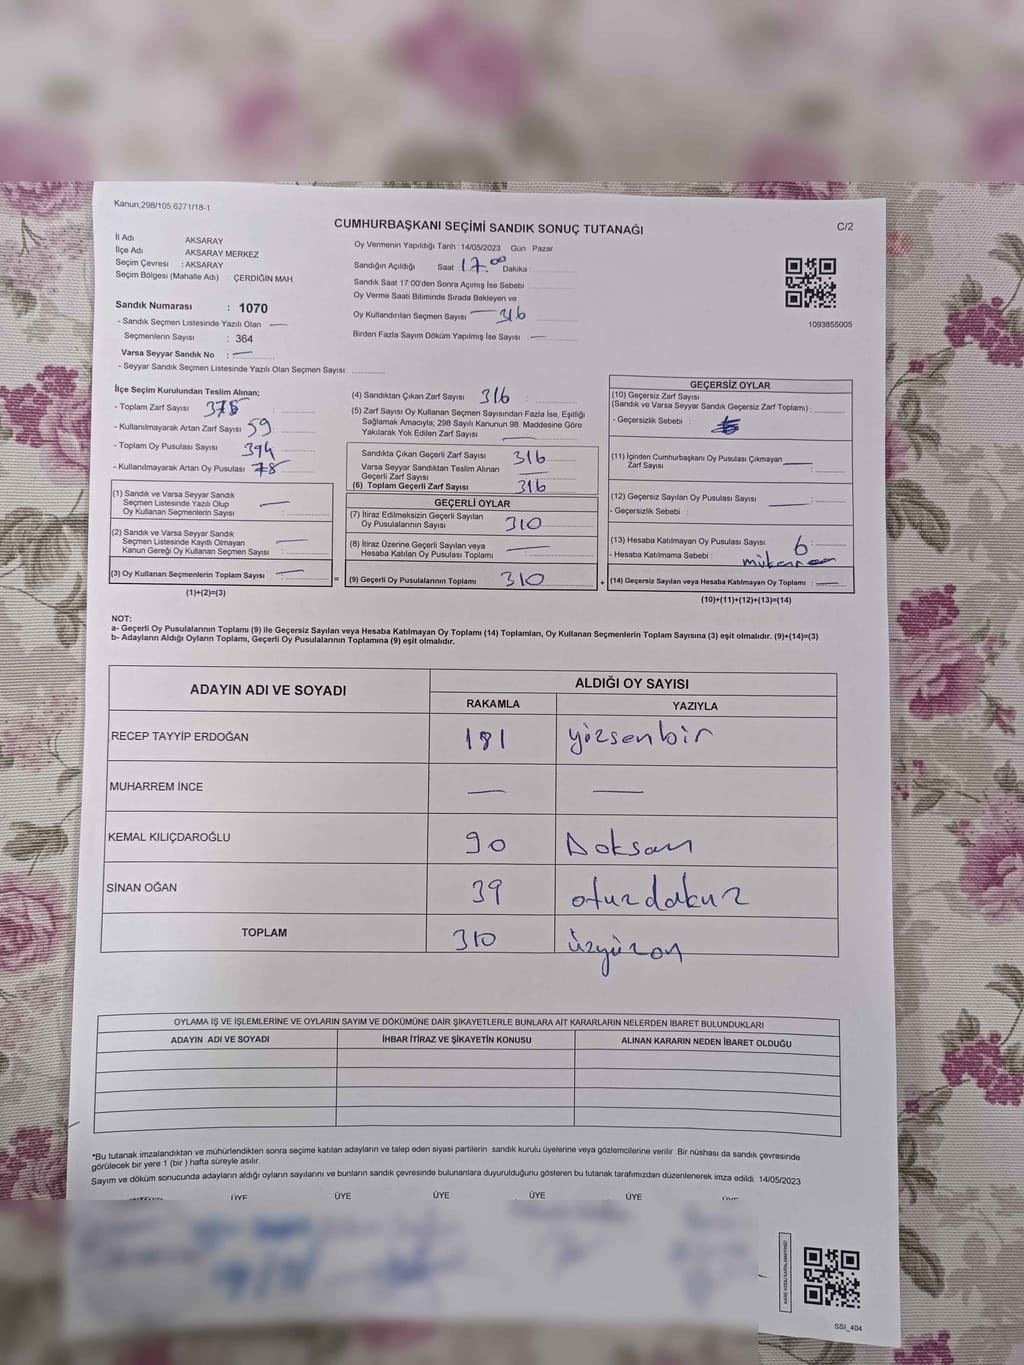 Kanun,298/105,6271/18-1
CUMHURBAŞKANI SEÇİMİ SANDIK SONUÇ TUTANAĞI
C/2
İl Adı AKSARAY
İlçe Adı AKSARAY MERKEZ
Seçim Çevresi : AKSARAY
Seçim Bölgesi (Mahalle Adı) ÇERDİĞİN MAH.
Oy Vermenin Yapıldığı Tarih : 14/05/2023 Gün Pazar
Sandığın Açıldığı Saat 17.00 Dakika
Sandık Saat 17.00'den Sonra Açımış İse Sebebi
Oy Verme Saati Bitiminde Sırada Bekleyen ve
Oy Kullandırılan Seçmen Sayısı 316
Birden Fazla Sayım Döküm Yapılmış İse Sayısı : —
1093855005
Sandık Numarası : 1070
- Sandık Seçmen Listesinde Yazılı Olan —
Seçmenlerin Sayısı : 364
Varsa Seyyar Sandık No : —
- Seyyar Sandık Seçmen Listesinde Yazılı Olan Seçmen Sayısı:
İlçe Seçim Kurulundan Teslim Alınan;
- Toplam Zarf Sayısı 375
- Kullanılmayarak Artan Zarf Sayısı 59
- Toplam Oy Pusulası Sayısı 394
- Kullanılmayarak Artan Oy Pusulası 78
(1) Sandık ve Varsa Seyyar Sandık
Seçmen Listesinde Yazılı Olup
Oy Kullanan Seçmenlerin Sayısı : —
(2) Sandık ve Varsa Seyyar Sandık
Seçmen Listesinde Kayıtlı Olmayan
Kanun Gereği Oy Kullanan Seçmen Sayısı : —
(3) Oy Kullanan Seçmenlerin Toplam Sayısı : —
(1)+(2)=(3)
=
(4) Sandıktan Çıkan Zarf Sayısı 316
(5) Zarf Sayısı Oy Kullanan Seçmen Sayısından Fazla İse, Eşitliği
Sağlamak Amacıyla; 298 Sayılı Kanunun 98. Maddesine Göre
Yakılarak Yok Edilen Zarf Sayısı —
Sandıkta Çıkan Geçerli Zarf Sayısı 316
Varsa Seyyar Sandıktan Teslim Alınan
Geçerli Zarf Sayısı —
(6) Toplam Geçerli Zarf Sayısı 316
GEÇERLİ OYLAR
(7) İtiraz Edilmeksizin Geçerli Sayılan
Oy Pusulalarının Sayısı 310
(8) İtiraz Üzerine Geçerli Sayılan veya
Hesaba Katılan Oy Pusulası Toplamı —
(9) Geçerli Oy Pusulalarının Toplamı 310
+
GEÇERSİZ OYLAR
(10) Geçersiz Zarf Sayısı
(Sandık ve Varsa Seyyar Sandık Geçersiz Zarf Toplamı) :
- Geçersizlik Sebebi :
(11) İçinden Cumhurbaşkanı Oy Pusulası Çıkmayan
Zarf Sayısı —
(12) Geçersiz Sayılan Oy Pusulası Sayısı : —
- Geçersizlik Sebebi :
(13) Hesaba Katılmayan Oy Pusulası Sayısı 6
- Hesaba Katılmama Sebebi :
(14) Geçersiz Sayılan veya Hesaba Katılmayan Oy Toplamı : —
(10)+(11)+(12)+(13)=(14)
NOT:
a- Geçerli Oy Pusulalarının Toplamı (9) ile Geçersiz Sayılan veya Hesaba Katılmayan Oy Toplamı (14) Toplamları, Oy Kullanan Seçmenlerin Toplam Sayısına (3) eşit olmalıdır. (9)+(14)=(3)
b- Adayların Aldığı Oyların Toplamı, Geçerli Oy Pusulalarının Toplamına (9) eşit olmalıdır.
ADAYIN ADI VE SOYADI
ALDIĞI OY SAYISI
RAKAMLA YAZIYLA
RECEP TAYYİP ERDOĞAN 181 yüzsenbir
MUHARREM İNCE — —
KEMAL KILIÇDAROĞLU 90 Doksan
SİNAN OĞAN 39 otuzdokuz
TOPLAM 310 üzyüzon
OYLAMA İŞ VE İŞLEMLERİNE VE OYLARIN SAYIM VE DÖKÜMÜNE DAİR ŞİKAYETLERLE BUNLARA AİT KARARLARIN NELERDEN İBARET BULUNDUKLARI
ADAYIN ADI VE SOYADI İHBAR İTİRAZ VE ŞİKAYETİN KONUSU ALINAN KARARIN NEDEN İBARET OLDUĞU
*Bu tutanak imzalandıktan ve mühürlendikten sonra seçime katılan adayların ve talep eden siyasi partilerin sandık kurulu üyelerine veya gözlemcilerine verilir Bir nüshası da sandık çevresinde
görülecek bir yere 1 (bir ) hafta süreyle asılır.
Sayım ve döküm sonucunda adayların aldığı oyların sayılarını ve bunların sandık çevresinde bulunanlara duyurulduğunu gösteren bu tutanak tarafımızdan düzenlenerek imza edildi. 14/05/2023
ÜYE ÜYE ÜYE ÜYE ÜYE ÜYE
SSI_404